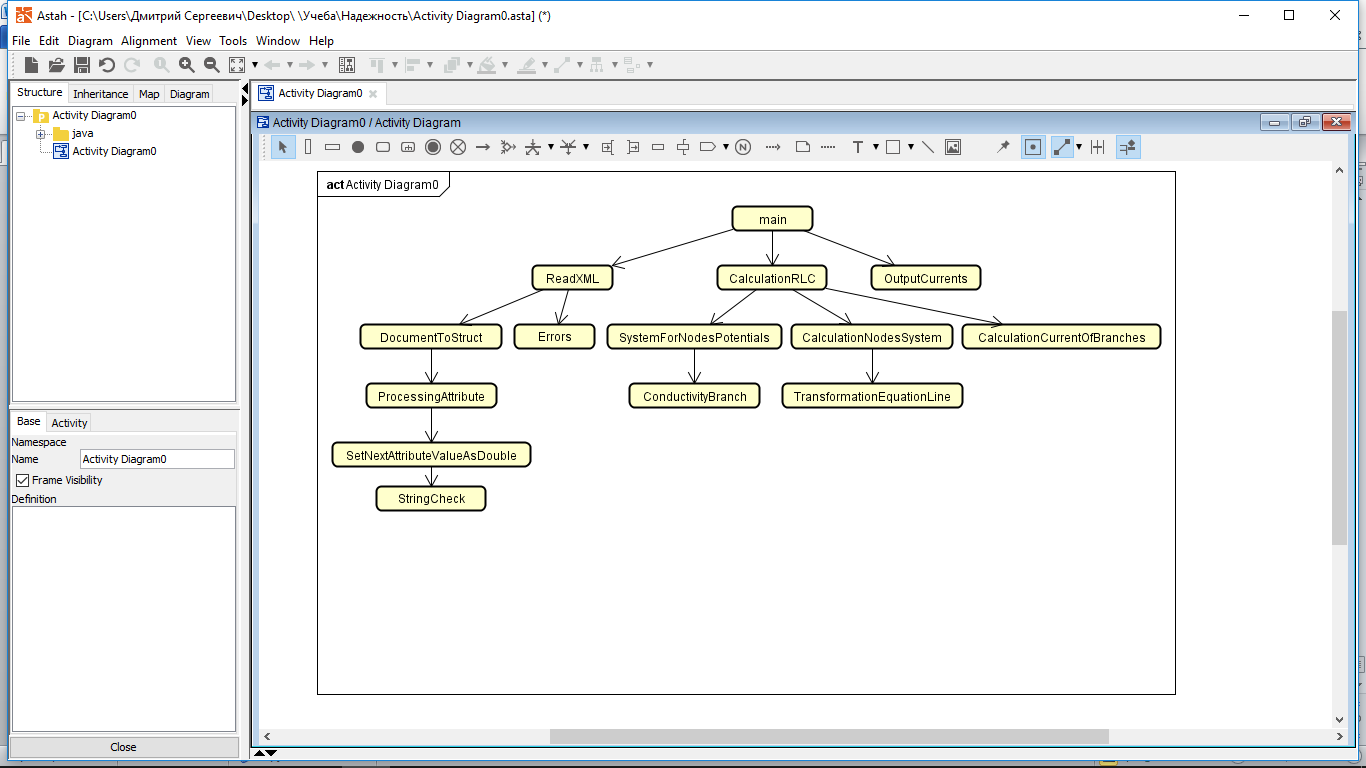 Astah - [C:\Users\Дмитрий Сергеевич\Desktop\ \Учеба\Надежность\Activity Diagram0.asta] (*)
File Edit Diagram Alignment View Tools Window Help
Structure Inheritance Map Diagram
Activity Diagram0
java
Activity Diagram0
Base Activity
Namespace
Name Activity Diagram0
Frame Visibility
Definition
Close
Activity Diagram0
Activity Diagram0 / Activity Diagram
N T
act Activity Diagram0
main
ReadXML CalculationRLC OutputCurrents
DocumentToStruct Errors SystemForNodesPotentials CalculationNodesSystem CalculationCurrentOfBranches
ProcessingAttribute ConductivityBranch TransformationEquationLine
SetNextAttributeValueAsDouble
StringCheck